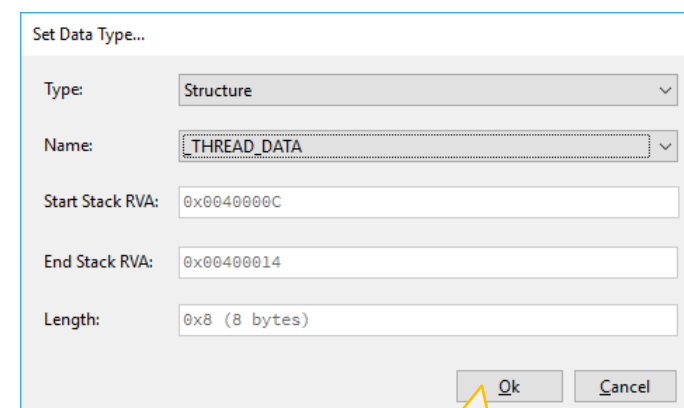 Set Data Type...
Type: Structure
Name: _THREAD_DATA
Start Stack RVA: 0x0040000C
End Stack RVA: 0x00400014
Length: 0x8 (8 bytes)
Ok Cancel